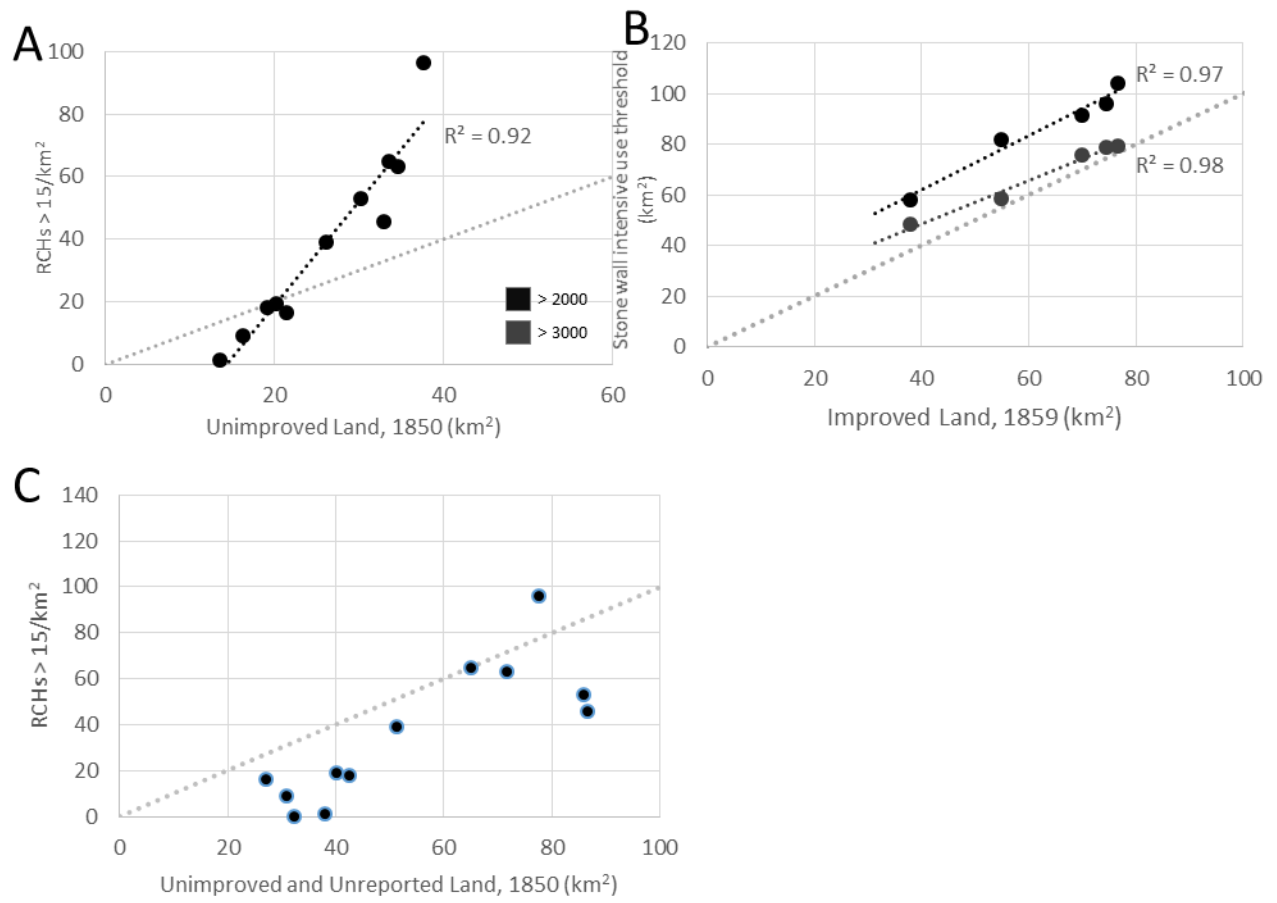 A
100
80
60
40
20
0
RCHs > 15/km²
R² = 0.92
> 2000
> 3000
0 20 40 60
Unimproved Land, 1850 (km²)
B
120
100
80
60
40
20
0
Stone wall intensive use threshold
(km²)
R² = 0.97
R² = 0.98
0 20 40 60 80 100
Improved Land, 1859 (km²)
C
140
120
100
80
60
40
20
0
RCHs > 15/km²
0 20 40 60 80 100
Unimproved and Unreported Land, 1850 (km²)